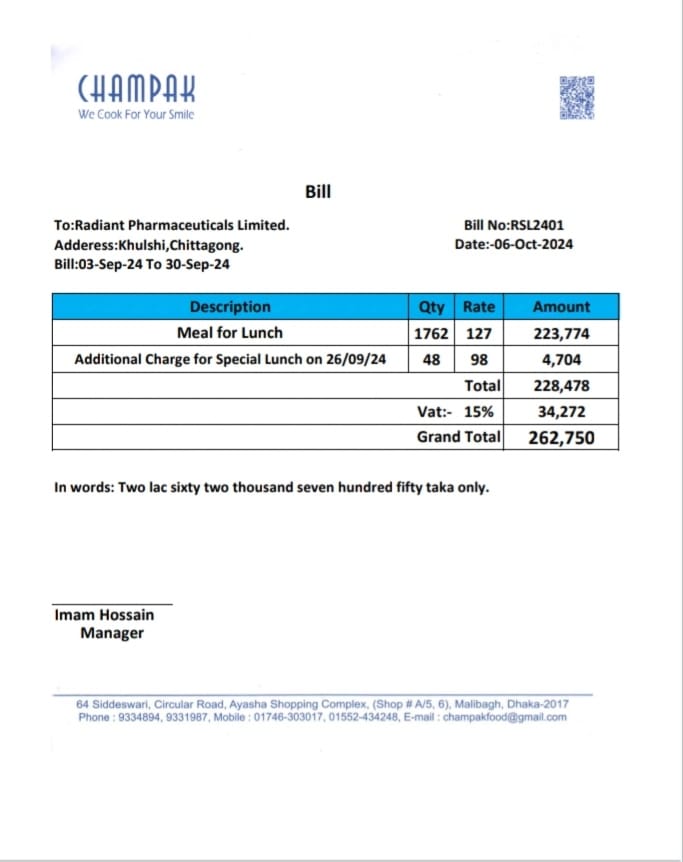 CHAMPAK
We Cook For Your Smile
Bill
To:Radiant Pharmaceuticals Limited.
Bill No:RSL2401
Adderess:Khulshi,Chittagong.
Date:-06-Oct-2024
Bill:03-Sep-24 To 30-Sep-24
Description Qty Rate Amount
Meal for Lunch 1762 127 223,774
Additional Charge for Special Lunch on 26/09/24 48 98 4,704
Total 228,478
Vat:- 15% 34,272
Grand Total 262,750
In words: Two lac sixty two thousand seven hundred fifty taka only.
Imam Hossain
Manager
64 Siddeswari, Circular Road, Ayasha Shopping Complex, (Shop # A/5, 6), Malibagh, Dhaka-2017
Phone : 9334894, 9331987, Mobile : 01746-303017, 01552-434248, E-mail : champakfood@gmail.com